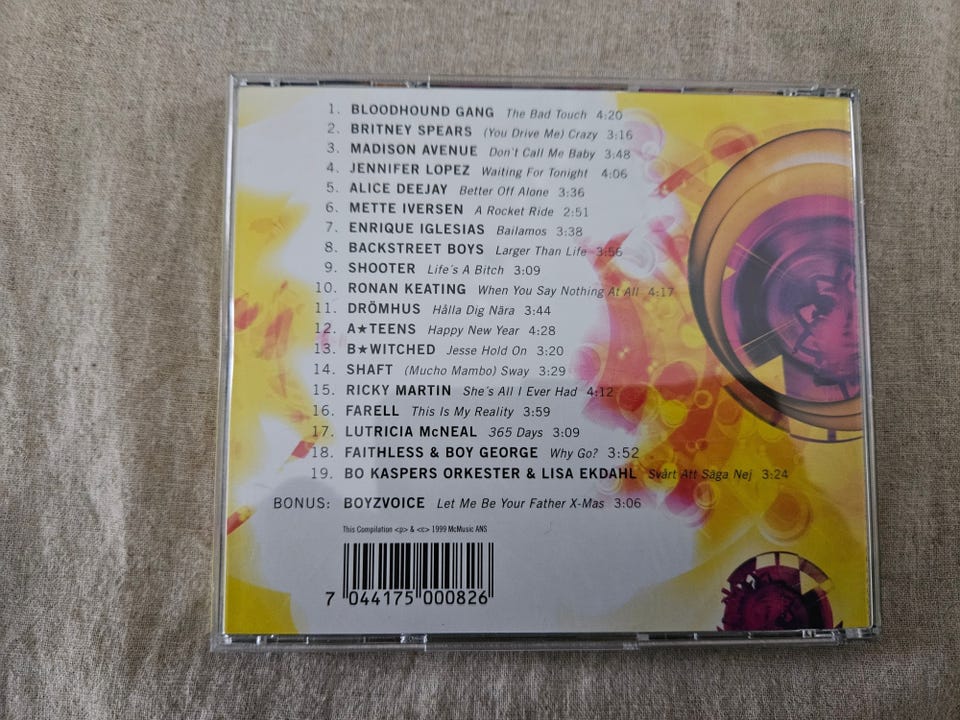 1. BLOODHOUND GANG The Bad Touch 4:20
2. BRITNEY SPEARS (You Drive Me) Crazy 3:16
3. MADISON AVENUE Don't Call Me Baby 3:48
4. JENNIFER LOPEZ Waiting For Tonight 4:06
5. ALICE DEEJAY Better Off Alone 3:36
6. METTE IVERSEN A Rocket Ride 2:51
7. ENRIQUE IGLESIAS Bailamos 3:38
8. BACKSTREET BOYS Larger Than Life 3:56
9. SHOOTER Life's A Bitch 3:09
10. RONAN KEATING When You Say Nothing At All 4:17
11. DRÖMHUS Hålla Dig Nära 3:44
12. A★TEENS Happy New Year 4:28
13. B★WITCHED Jesse Hold On 3:20
14. SHAFT (Mucho Mambo) Sway 3:29
15. RICKY MARTIN She's All I Ever Had 4:12
16. FARELL This Is My Reality 3:59
17. LUTRICIA McNEAL 365 Days 3:09
18. FAITHLESS & BOY GEORGE Why Go? 3:52
19. BO KASPERS ORKESTER & LISA EKDAHL Svårt Att Säga Nej 3:24
BONUS: BOYZVOICE Let Me Be Your Father X-Mas 3:06
This Compilation <p> & <c> 1999 McMusic ANS
7 044175 000826